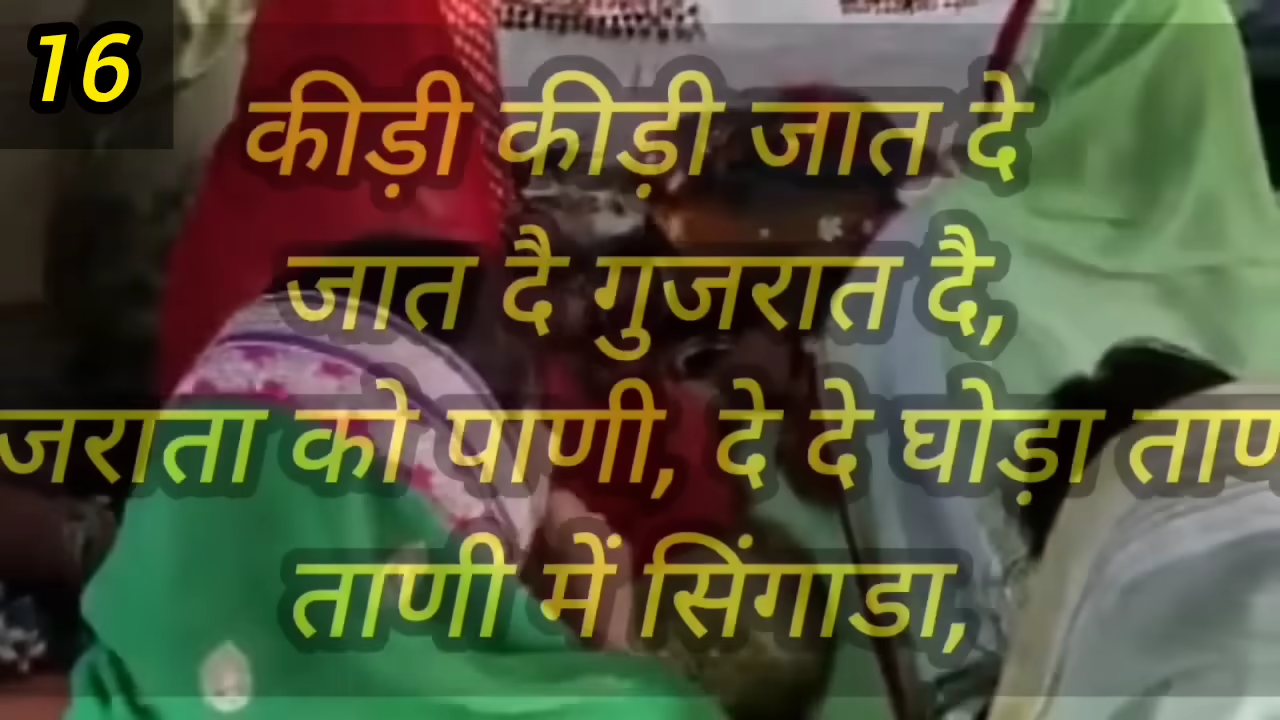 16
कीड़ी कीड़ी जात दे
जात दै गुजरात दै,
जराता को पाणी, दे दे घोड़ा
ताणी में सिंगाडा,